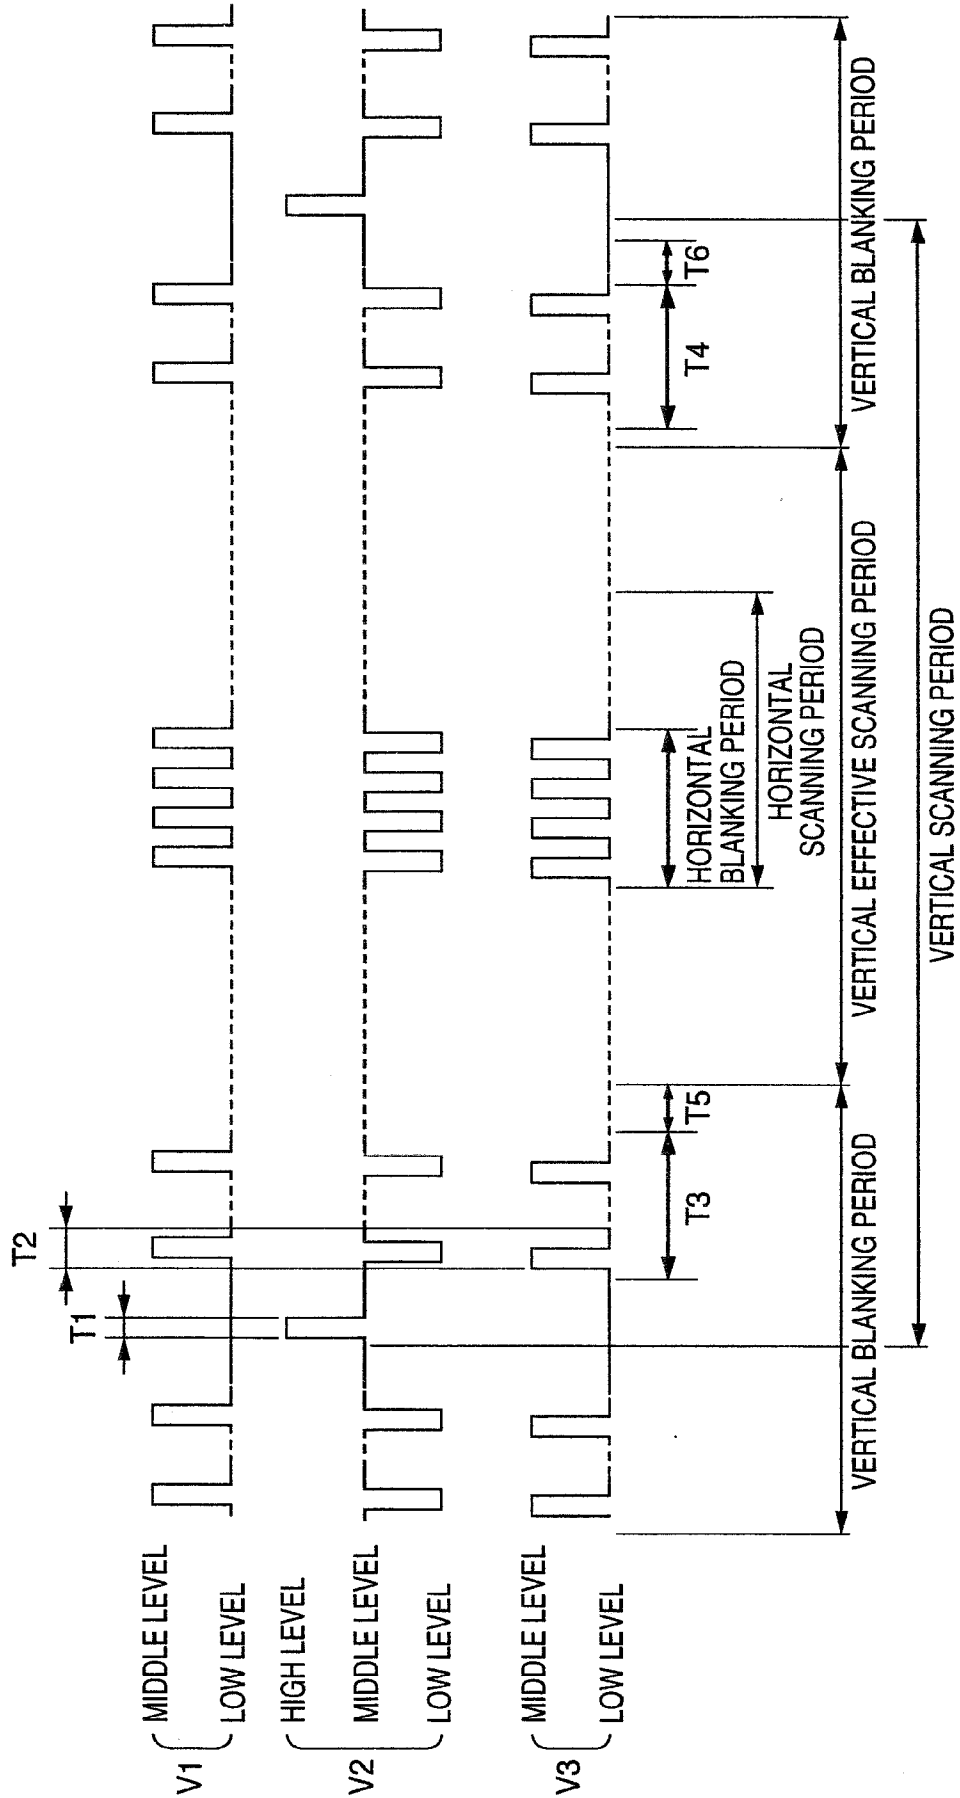 V1
MIDDLE LEVEL
LOW LEVEL
V2
HIGH LEVEL
MIDDLE LEVEL
LOW LEVEL
V3
MIDDLE LEVEL
LOW LEVEL
T1
T2
T3
T5
T4
T6
HORIZONTAL
BLANKING PERIOD
HORIZONTAL
SCANNING PERIOD
VERTICAL BLANKING PERIOD
VERTICAL EFFECTIVE SCANNING PERIOD
VERTICAL BLANKING PERIOD
VERTICAL SCANNING PERIOD